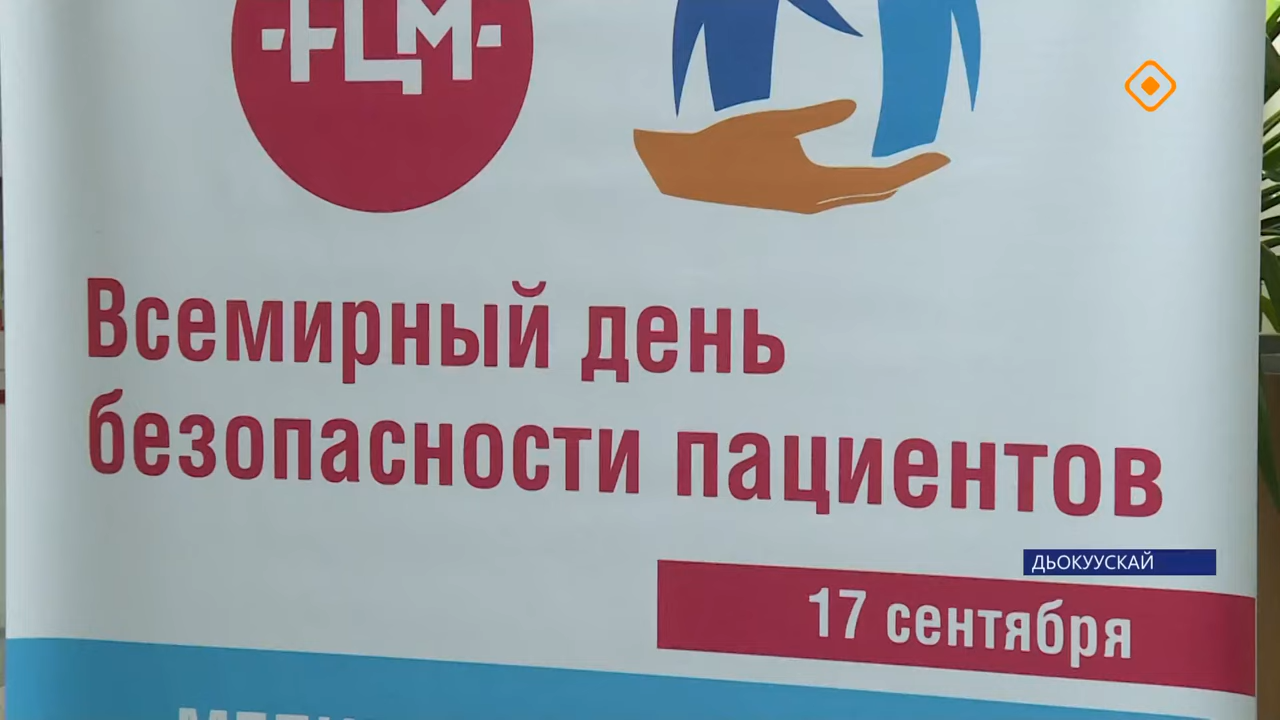 Всемирный день
безопасности пациентов
ДЬОКУУСКАЙ
17 сентября